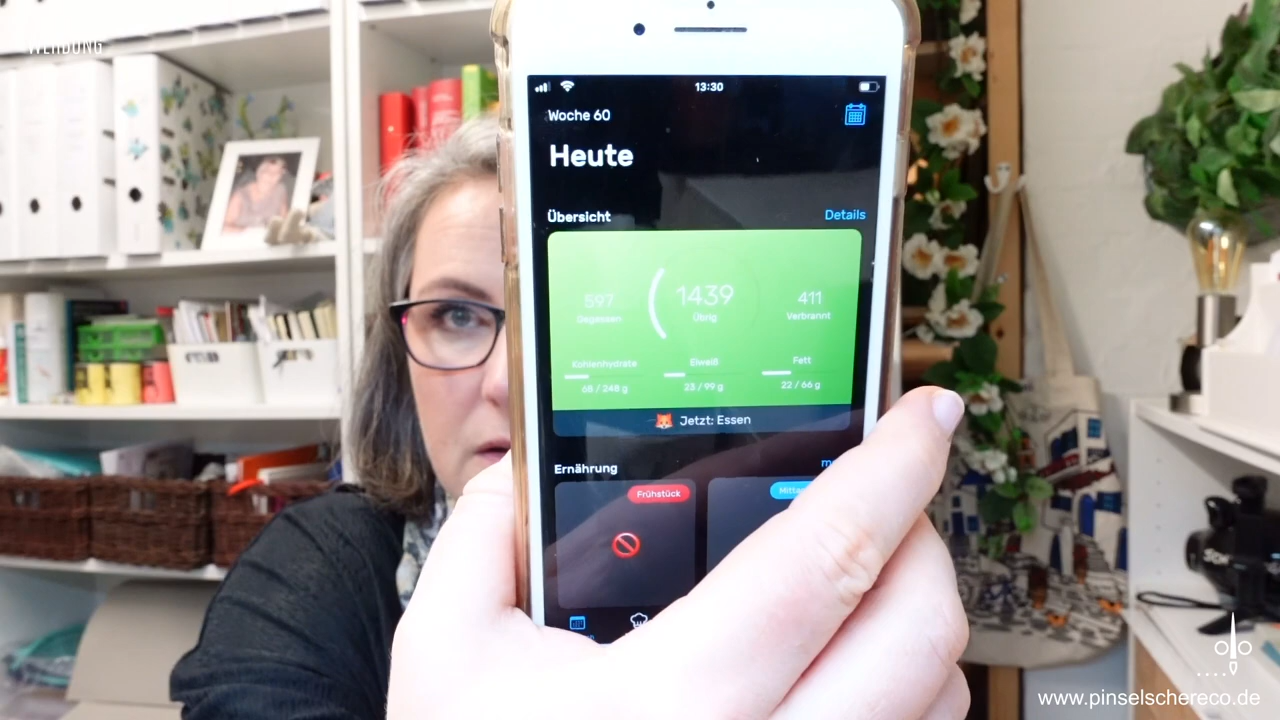 WERBUNG
13:30
Woche 60
Heute
Übersicht
Details
597
Gegessen
1439
Übrig
411
Verbrannt
Kohlenhydrate
68 / 248 g
Eiweiß
23 / 99 g
Fett
22 / 66 g
Jetzt: Essen
Ernährung
Frühstück
www.pinselschereco.de